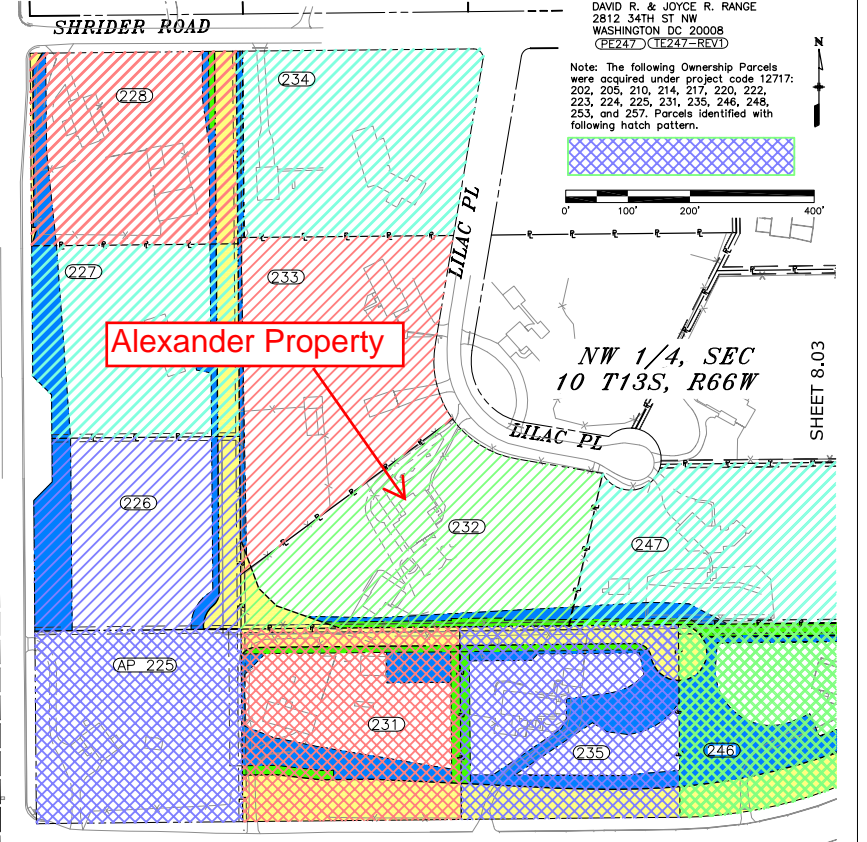 DAVID R. & JOYCE R. RANGE
2812 34TH ST NW
WASHINGTON DC 20008
PE247 TE247-REV1
SHRIDER ROAD
N
Note: The following Ownership Parcels
were acquired under project code 12717:
202, 205, 210, 214, 217, 220, 222,
223, 224, 225, 231, 235, 246, 248,
253, and 257. Parcels identified with
following hatch pattern.
0' 100' 200' 400'
228
234
LILAC PL
227
233
Alexander Property
NW 1/4, SEC
10 T13S, R66W
SHEET 8.03
LILAC PL
226
232
247
AP 225
231
235
246